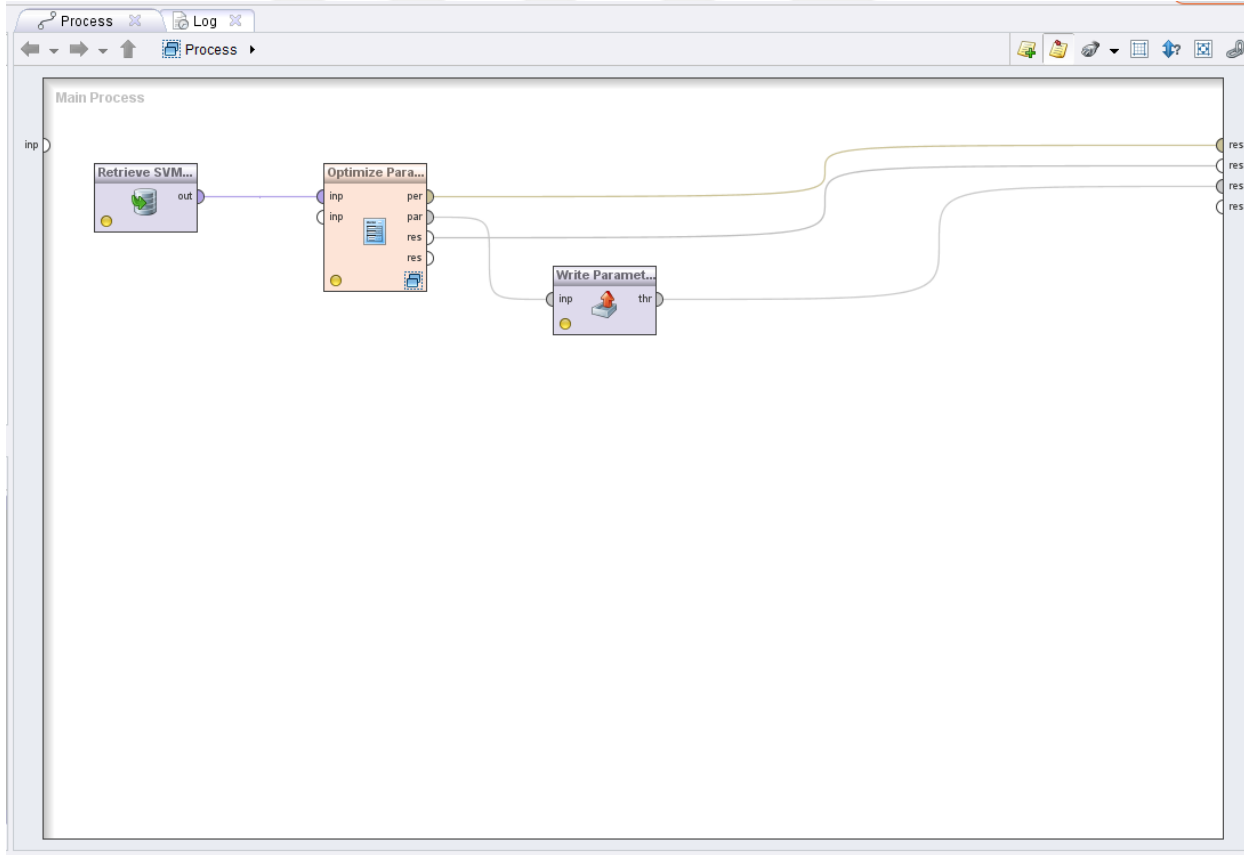 Process
Log
Process
Main Process
inp
Retrieve SVM...
out
Optimize Para...
inp
per
inp
par
res
res
Write Paramet...
inp
thr
res
res
res
res